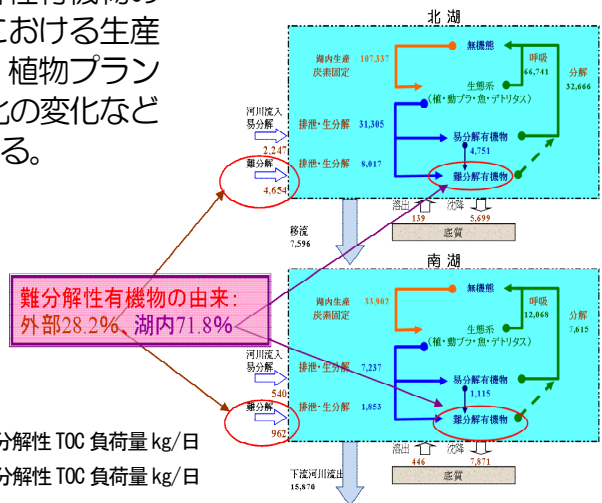 解性有機物の
における生産
植物プラン
化の変化など
る。
北湖
無機態
湖内生産
炭素固定
107,337
呼吸
66,741
分解
32,666
生態系
(植・動プラ・魚・デトリタス)
河川流入
易分解
2,247
排泄・生分解 31,305
易分解有機物
4,751
難分解
4,654
排泄・生分解 8,017
難分解有機物
溶出
139
沈降
5,699
底質
移流
7,596
南湖
難分解性有機物の由来:
外部28.2%、湖内71.8%
無機態
湖内生産
炭素固定
33,902
呼吸
12,068
分解
7,615
生態系
(植・動プラ・魚・デトリタス)
河川流入
易分解
540
排泄・生分解 7,237
易分解有機物
1,115
難分解
962
排泄・生分解 1,853
難分解有機物
分解性 TOC 負荷量 kg/日
分解性 TOC 負荷量 kg/日
溶出
446
沈降
7,871
底質
下流河川流出
15,870